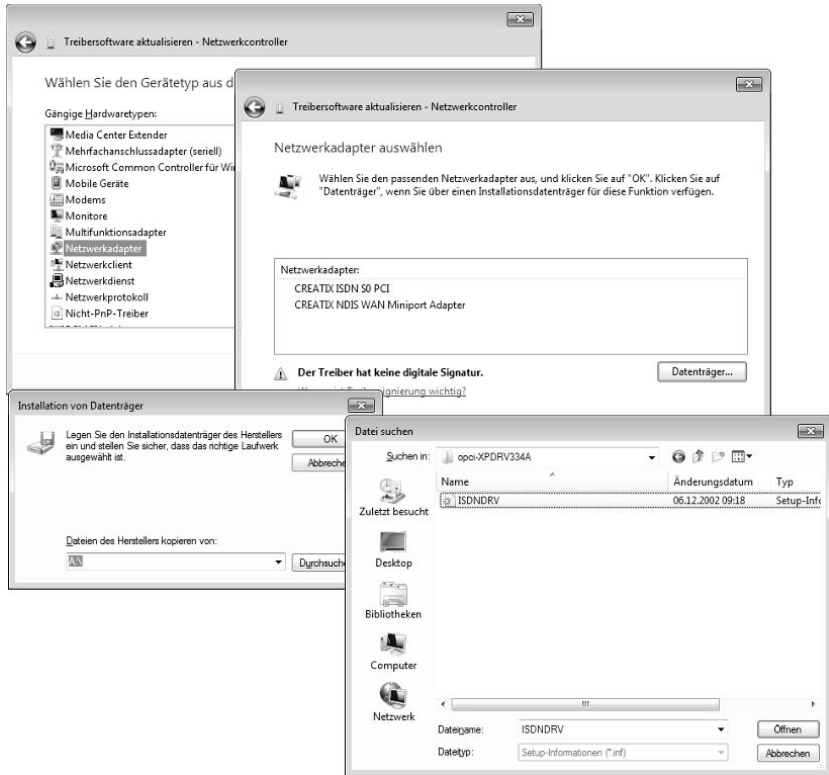 Treibersoftware aktualisieren - Netzwerkcontroller
Wählen Sie den Gerätetyp aus d
Gängige Hardwaretypen:
Media Center Extender
Mehrfachanschlussadapter (seriell)
Microsoft Common Controller für Wi
Mobile Geräte
Modems
Monitore
Multifunktionsadapter
Netzwerkadapter
Netzwerkclient
Netzwerkdienst
Netzwerkprotokoll
Nicht-PnP-Treiber
Treibersoftware aktualisieren - Netzwerkcontroller
Netzwerkadapter auswählen
Wählen Sie den passenden Netzwerkadapter aus, und klicken Sie auf "OK". Klicken Sie auf
"Datenträger", wenn Sie über einen Installationsdatenträger für diese Funktion verfügen.
Netzwerkadapter:
CREATIX ISDN S0 PCI
CREATIX NDIS WAN Miniport Adapter
Der Treiber hat keine digitale Signatur.
Datenträger...
wichtig?
Installation von Datenträger
Legen Sie den Installationsdatenträger des Herstellers
ein und stellen Sie sicher, dass das richtige Laufwerk
ausgewählt ist.
OK
Abbreche
Dateien des Herstellers kopieren von:
A:\
Durchsuch
Datei suchen
Suchen in:
opci-XPDRV334A
Name
Änderungsdatum
Typ
ISDNDRV
06.12.2002 09:18
Setup-Info
Zuletzt besucht
Desktop
Bibliotheken
Computer
Netzwerk
Dateiname:
ISDNDRV
Öffnen
Dateityp:
Setup-Informationen (*.inf)
Abbrechen